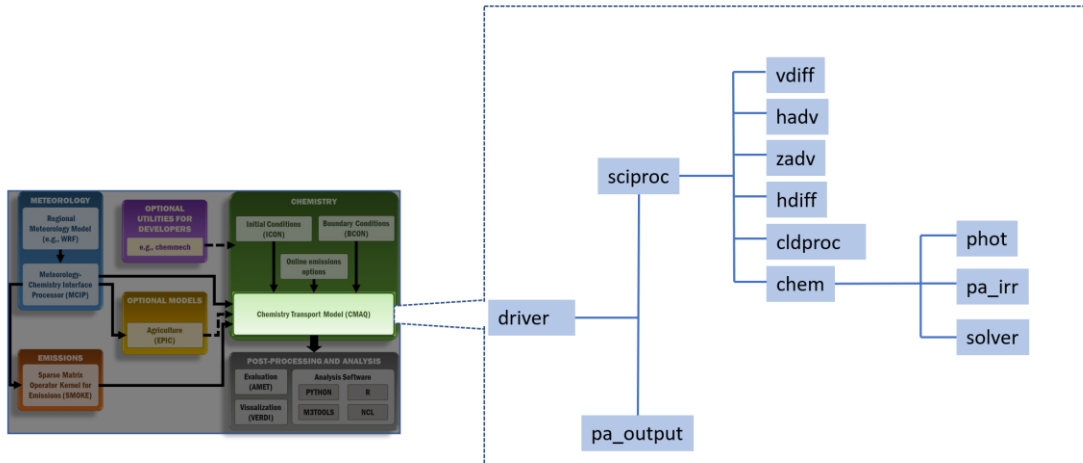 METEOROLOGY
Regional
Meteorology Model
(e.g., WRF)
Meteorology-
Chemistry Interface
Processor (MCIP)
OPTIONAL
UTILITIES FOR
DEVELOPERS
e.g., chemmech
OPTIONAL MODELS
Agriculture
(EPIC)
EMISSIONS
Sparse Matrix
Operator Kernel for
Emissions (SMOKE)
CHEMISTRY
Initial Conditions
(ICON)
Boundary Conditions
(BCON)
Online emissions
options
Chemistry Transport Model (CMAQ)
POST-PROCESSING AND ANALYSIS
Evaluation
(AMET)
Visualization
(VERDI)
Analysis Software
PYTHON
R
M3TOOLS
NCL
driver
sciproc
pa_output
vdiff
hadv
zadv
hdiff
cldproc
chem
phot
pa_irr
solver